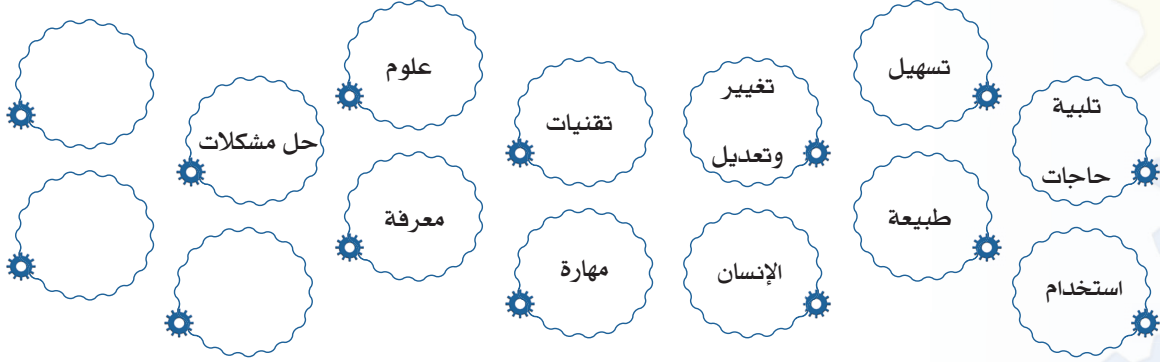 تسهيل
تلبية
حاجات
تغيير
وتعديل
علوم
تقنيات
حل مشكلات
طبيعة
استخدام
الإنسان
معرفة
مهارة